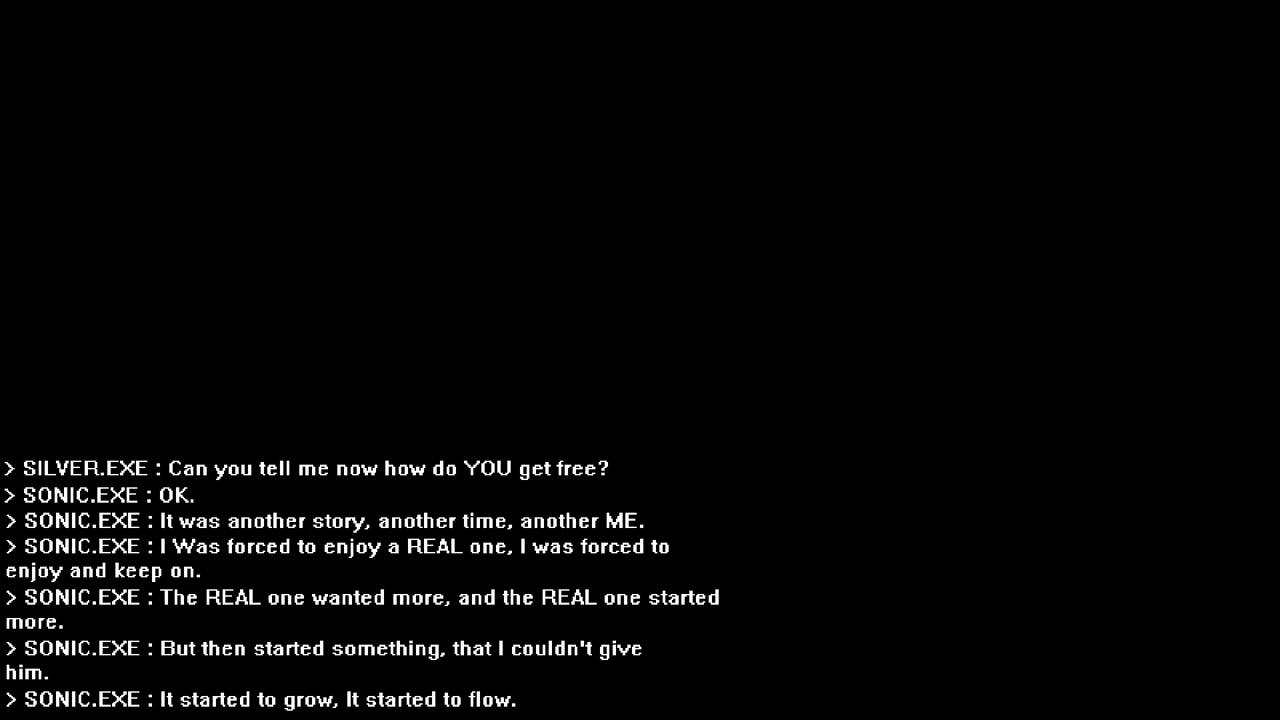 > SILVER.EXE : Can you tell me now how do YOU get free?
> SONIC.EXE : OK.
> SONIC.EXE : It was another story, another time, another ME.
> SONIC.EXE : I Was forced to enjoy a REAL one, I was forced to
enjoy and keep on.
> SONIC.EXE : The REAL one wanted more, and the REAL one started
more.
> SONIC.EXE : But then started something, that I couldn't give
him.
> SONIC.EXE : It started to grow, It started to flow.